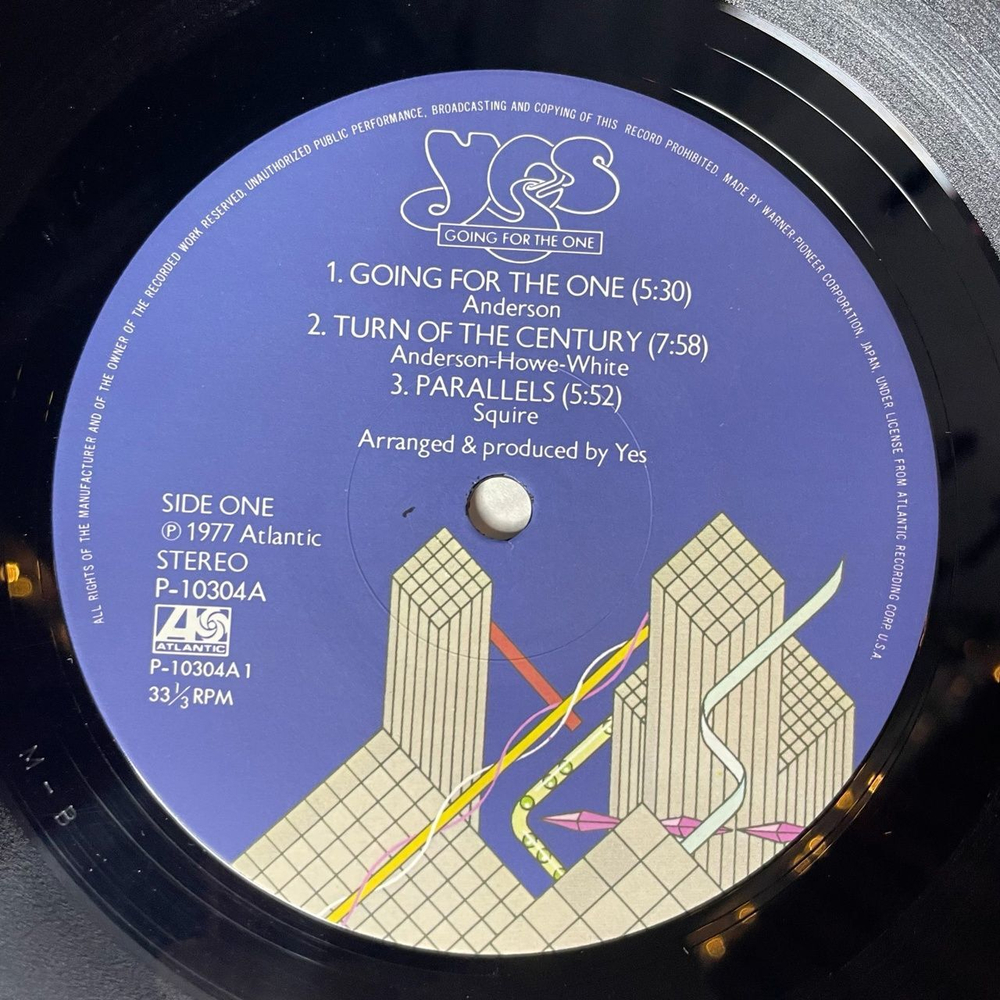 ALL RIGHTS OF THE MANUFACTURER AND OF THE OWNER OF THE RECORDED WORK RESERVED, UNAUTHORIZED PUBLIC PERFORMANCE, BROADCASTING AND COPYING OF THIS RECORD PROHIBITED. MADE BY WARNER-PIONEER CORPORATION, JAPAN, UNDER LICENSE FROM ATLANTIC RECORDING CORP. U.S.A.
YES
GOING FOR THE ONE
1. GOING FOR THE ONE (5:30)
Anderson
2. TURN OF THE CENTURY (7:58)
Anderson-Howe-White
3. PARALLELS (5:52)
Squire
Arranged & produced by Yes
SIDE ONE
Ⓟ 1977 Atlantic
STEREO
P-10304A
ATLANTIC
P-10304A1
33 1/3 RPM
M-B